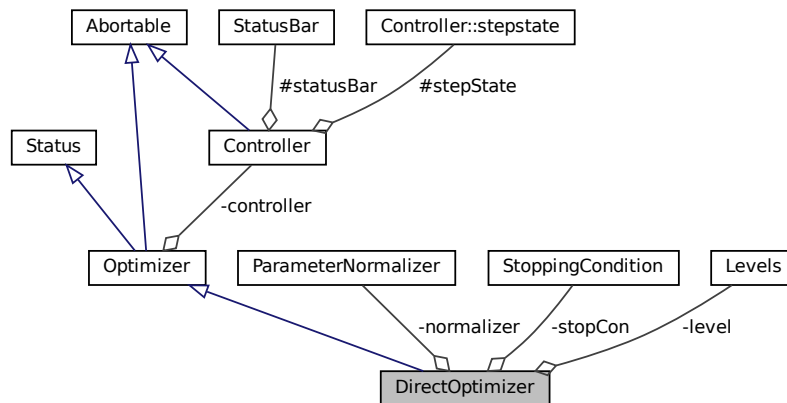 Abortable
StatusBar
Controller::stepstate
#statusBar
#stepState
Status
Controller
-controller
Optimizer
ParameterNormalizer
StoppingCondition
Levels
-normalizer
-stopCon
-level
DirectOptimizer